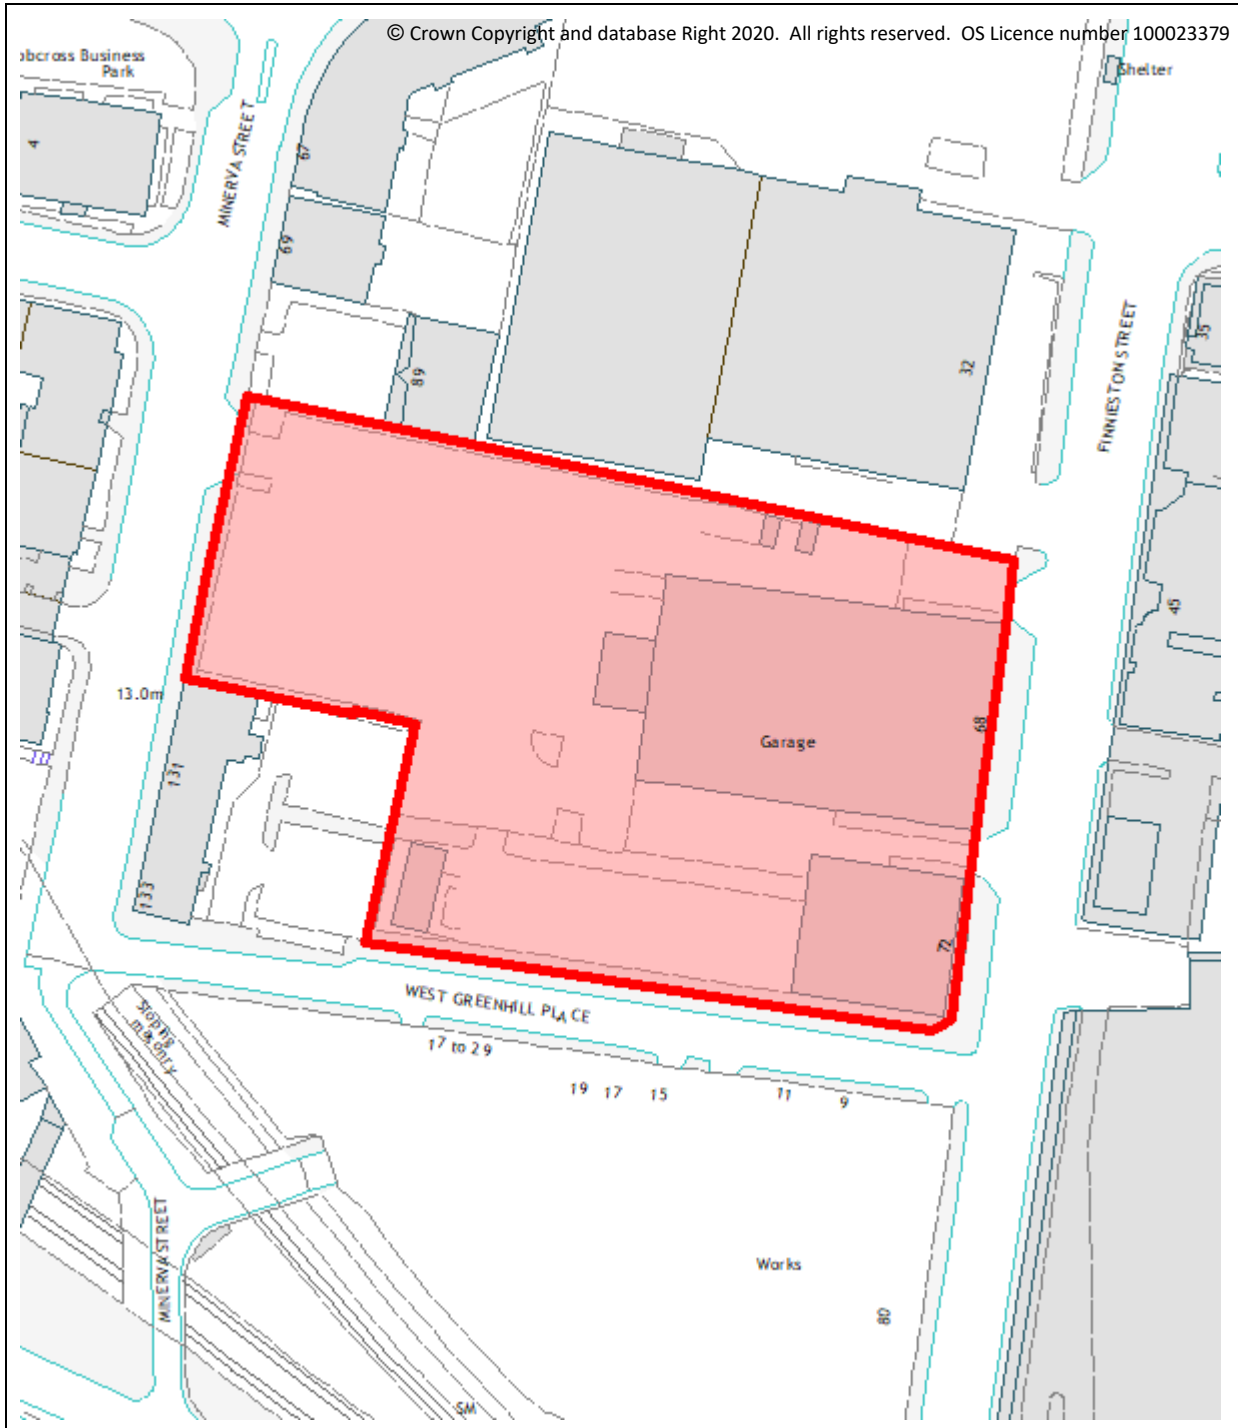 © Crown Copyright and database Right 2020. All rights reserved. OS Licence number 100023379
obcross Business
Park
Shelter
4
MINERVA STREET
67
69
89
32
35
FINNIESTON STREET
45
13.0m
68
Garage
131
133
72
WEST GREENHILL PLACE
Sloping
masonry
17 to 29
19 17 15
11
9
MINERVA STREET
Works
80
SM